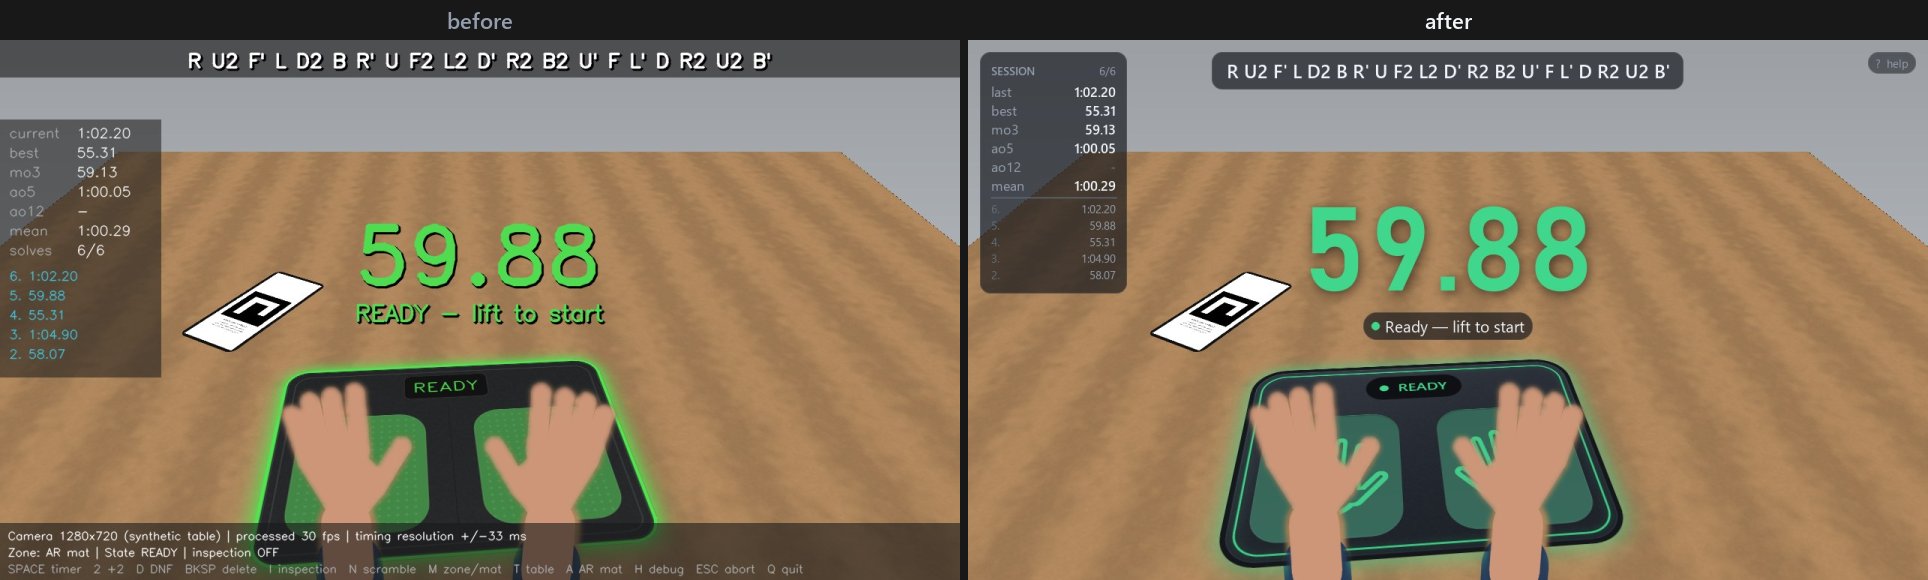 before
R U2 F' L D2 B R' U F2 L2 D' R2 B2 U' F L' D R2 U2 B'
current 1:02.20
best 55.31
mo3 59.13
ao5 1:00.05
ao12 –
mean 1:00.29
solves 6/6
6. 1:02.20
5. 59.88
4. 55.31
3. 1:04.90
2. 58.07
59.88
READY – lift to start
READY
Camera 1280x720 (synthetic table) | processed 30 fps | timing resolution +/-33 ms
Zone: AR mat | State READY | inspection OFF
SPACE timer 2 +2 D DNF BKSP delete I inspection N scramble M zone/mat T table A AR mat H debug ESC abort Q quit
after
R U2 F' L D2 B R' U F2 L2 D' R2 B2 U' F L' D R2 U2 B'
? help
SESSION 6/6
last 1:02.20
best 55.31
mo3 59.13
ao5 1:00.05
ao12 –
mean 1:00.29
6. 1:02.20
5. 59.88
4. 55.31
3. 1:04.90
2. 58.07
59.88
Ready — lift to start
READY